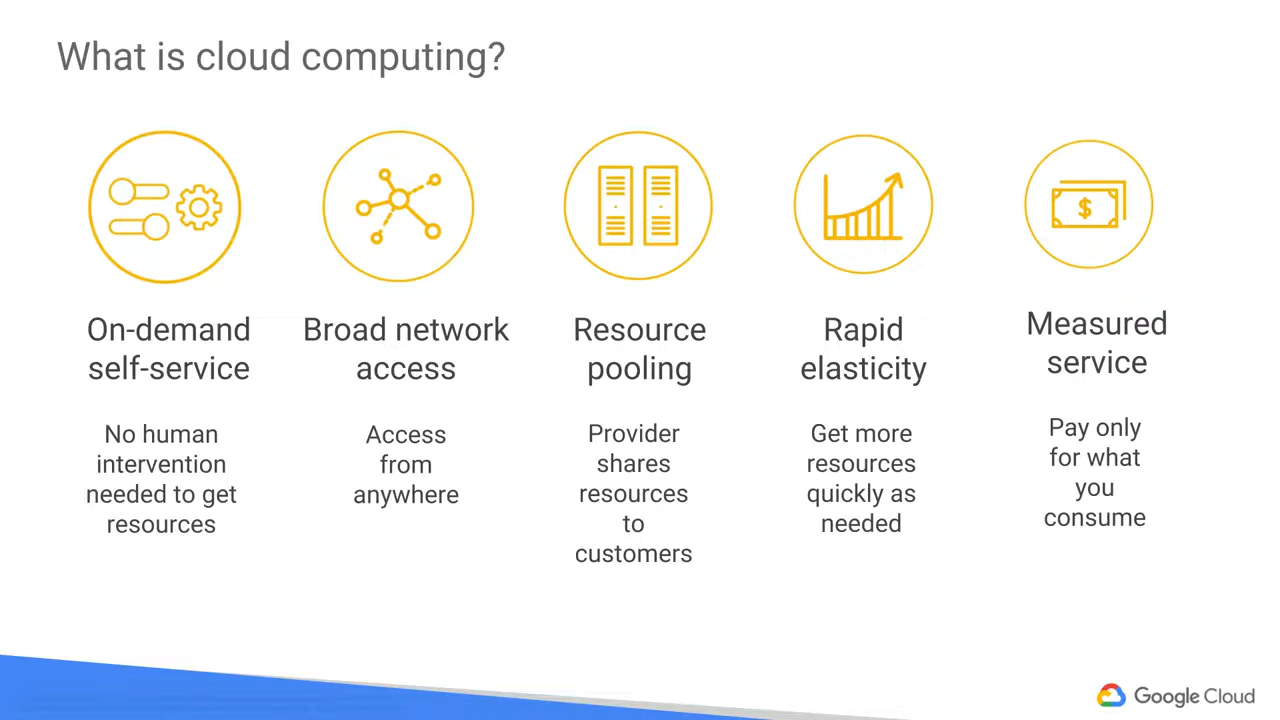 What is cloud computing?
$
On-demand
self-service
No human
intervention
needed to get
resources
Broad network
access
Access
from
anywhere
Resource
pooling
Provider
shares
resources
to
customers
Rapid
elasticity
Get more
resources
quickly as
needed
Measured
service
Pay only
for what
you
consume
Google Cloud